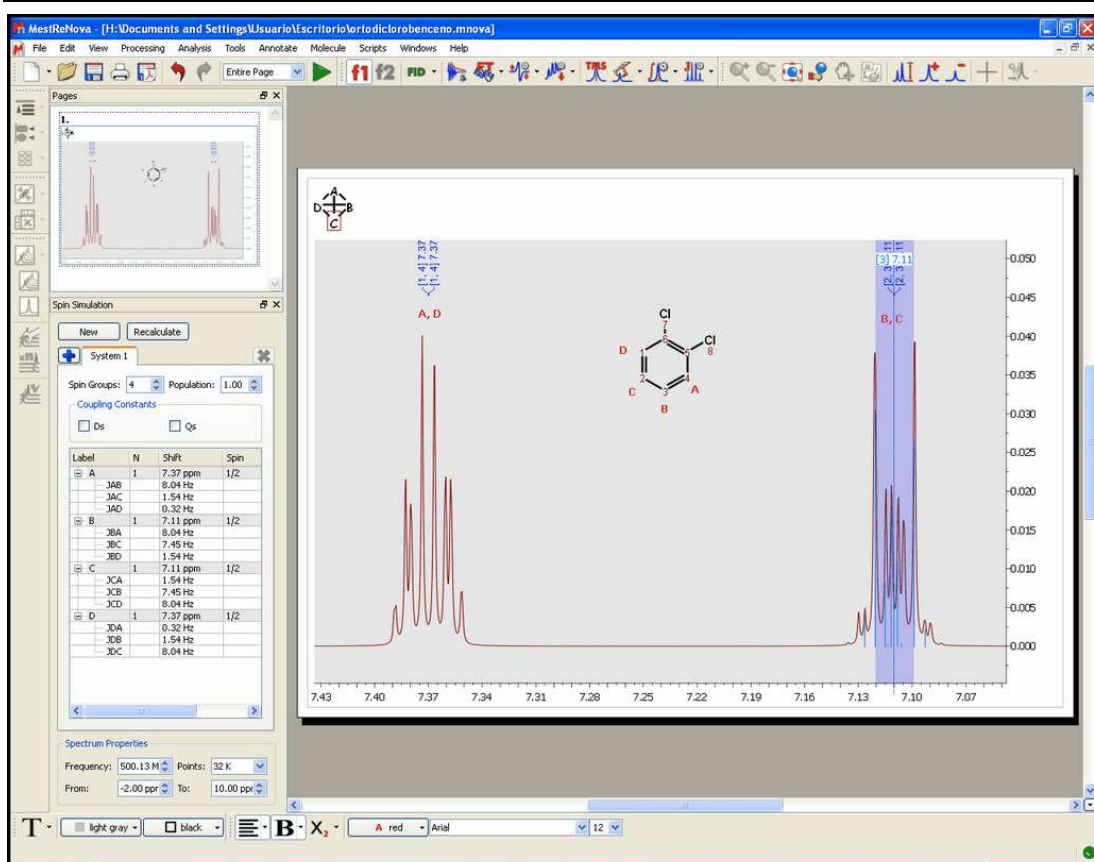 MestReNova - [H:\Documents and Settings\Usuario\Escritorio\ortodiclorobenceno.mnova]
File Edit View Processing Analysis Tools Annotate Molecule Scripts Windows Help
Entire Page f1 f2 FID TMS
Pages
1.
Spin Simulation
New Recalculate
System 1
Spin Groups: 4 Population: 1.00
Coupling Constants
Ds Qs
Label N Shift Spin
A 1 7.37 ppm 1/2
JAB 8.04 Hz
JAC 1.54 Hz
JAD 0.32 Hz
B 1 7.11 ppm 1/2
JBA 8.04 Hz
JBC 7.45 Hz
JBD 1.54 Hz
C 1 7.11 ppm 1/2
JCA 1.54 Hz
JCB 7.45 Hz
JCD 8.04 Hz
D 1 7.37 ppm 1/2
JDA 0.32 Hz
JDB 1.54 Hz
JDC 8.04 Hz
Spectrum Properties
Frequency: 500.13 M Points: 32 K
From: -2.00 ppr To: 10.00 ppr
A
D B
C
[1, 4] 7.37
[1, 4] 7.37
A, D
[3] 7.11
B, C
Cl
7
6
Cl
8
5
D 1
2
4
C 3 A
B
0.050
0.045
0.040
0.035
0.030
0.025
0.020
0.015
0.010
0.005
0.000
7.43 7.40 7.37 7.34 7.31 7.28 7.25 7.22 7.19 7.16 7.13 7.10 7.07
T light gray black B X2 A red Arial 12